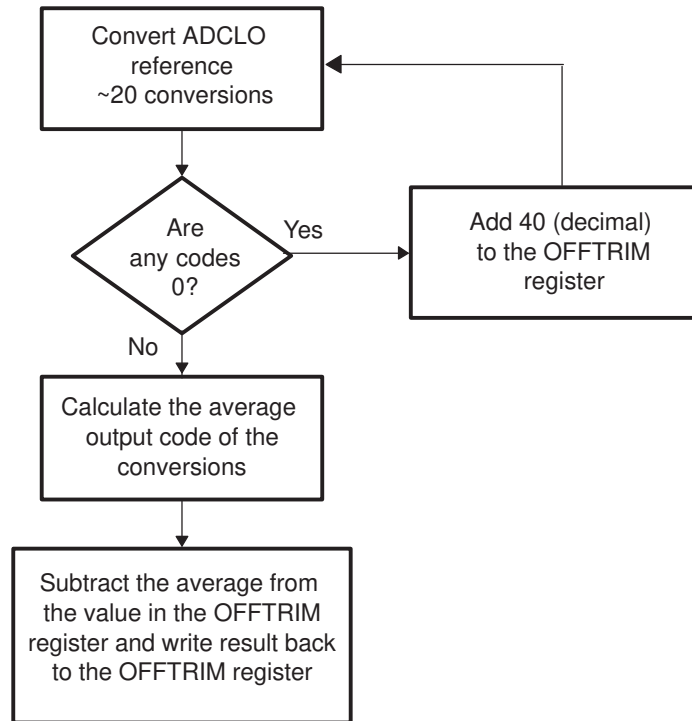 Convert ADCLO
reference
~20 conversions
Are
any codes
0?
Yes
Add 40 (decimal)
to the OFFTRIM
register
No
Calculate the average
output code of the
conversions
Subtract the average from
the value in the OFFTRIM
register and write result back
to the OFFTRIM register